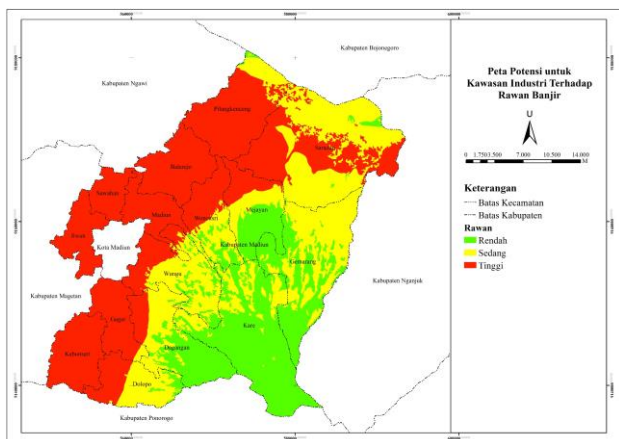 Peta Potensi untuk
Kawasan Industri Terhadap
Rawan Banjir
U
0 1.750 3.500 7.000 10.500 14.000
M
Keterangan
Batas Kecamatan
Batas Kabupaten
Rawan
Rendah
Sedang
Tinggi
Kabupaten Bojonegoro
Kabupaten Ngawi
Pilangkenceng
Saradan
Balerejo
Sawahan
Mejayan
Madiun
Wonoasri
Jiwan
Kota Madiun
Kabupaten Madiun
Gemarang
Wungu
Kabupaten Nganjuk
Kabupaten Magetan
Geger
Kare
Kebonsari
Dagangan
Dolopo
Kabupaten Ponorogo